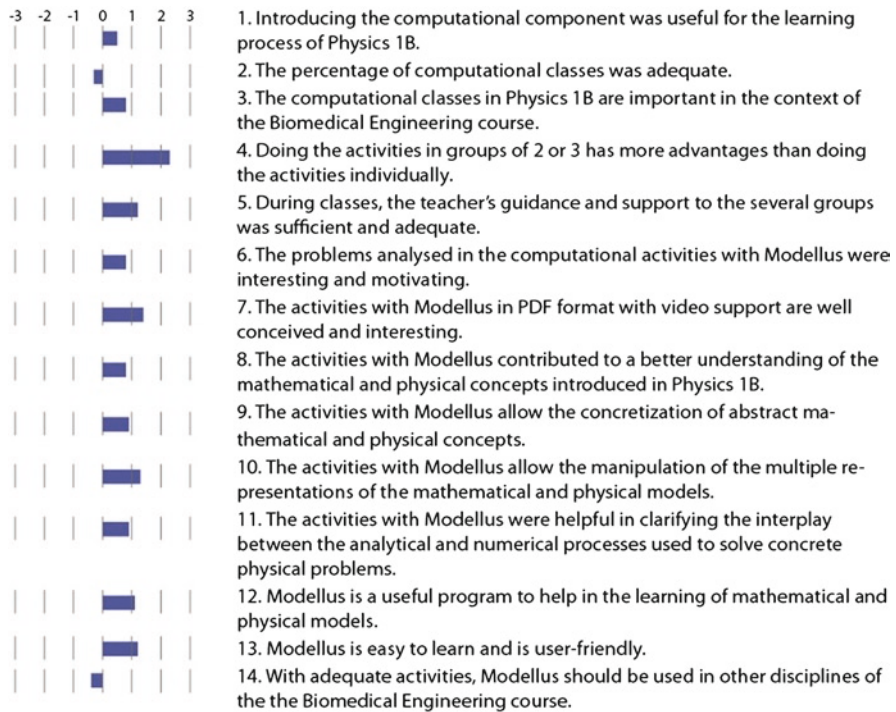 -3 -2 -1 0 1 2 3
1. Introducing the computational component was useful for the learning
process of Physics 1B.
2. The percentage of computational classes was adequate.
3. The computational classes in Physics 1B are important in the context of
the Biomedical Engineering course.
4. Doing the activities in groups of 2 or 3 has more advantages than doing
the activities individually.
5. During classes, the teacher's guidance and support to the several groups
was sufficient and adequate.
6. The problems analysed in the computational activities with Modellus were
interesting and motivating.
7. The activities with Modellus in PDF format with video support are well
conceived and interesting.
8. The activities with Modellus contributed to a better understanding of the
mathematical and physical concepts introduced in Physics 1B.
9. The activities with Modellus allow the concretization of abstract ma-
thematical and physical concepts.
10. The activities with Modellus allow the manipulation of the multiple re-
presentations of the mathematical and physical models.
11. The activities with Modellus were helpful in clarifying the interplay
between the analytical and numerical processes used to solve concrete
physical problems.
12. Modellus is a useful program to help in the learning of mathematical and
physical models.
13. Modellus is easy to learn and is user-friendly.
14. With adequate activities, Modellus should be used in other disciplines of
the the Biomedical Engineering course.